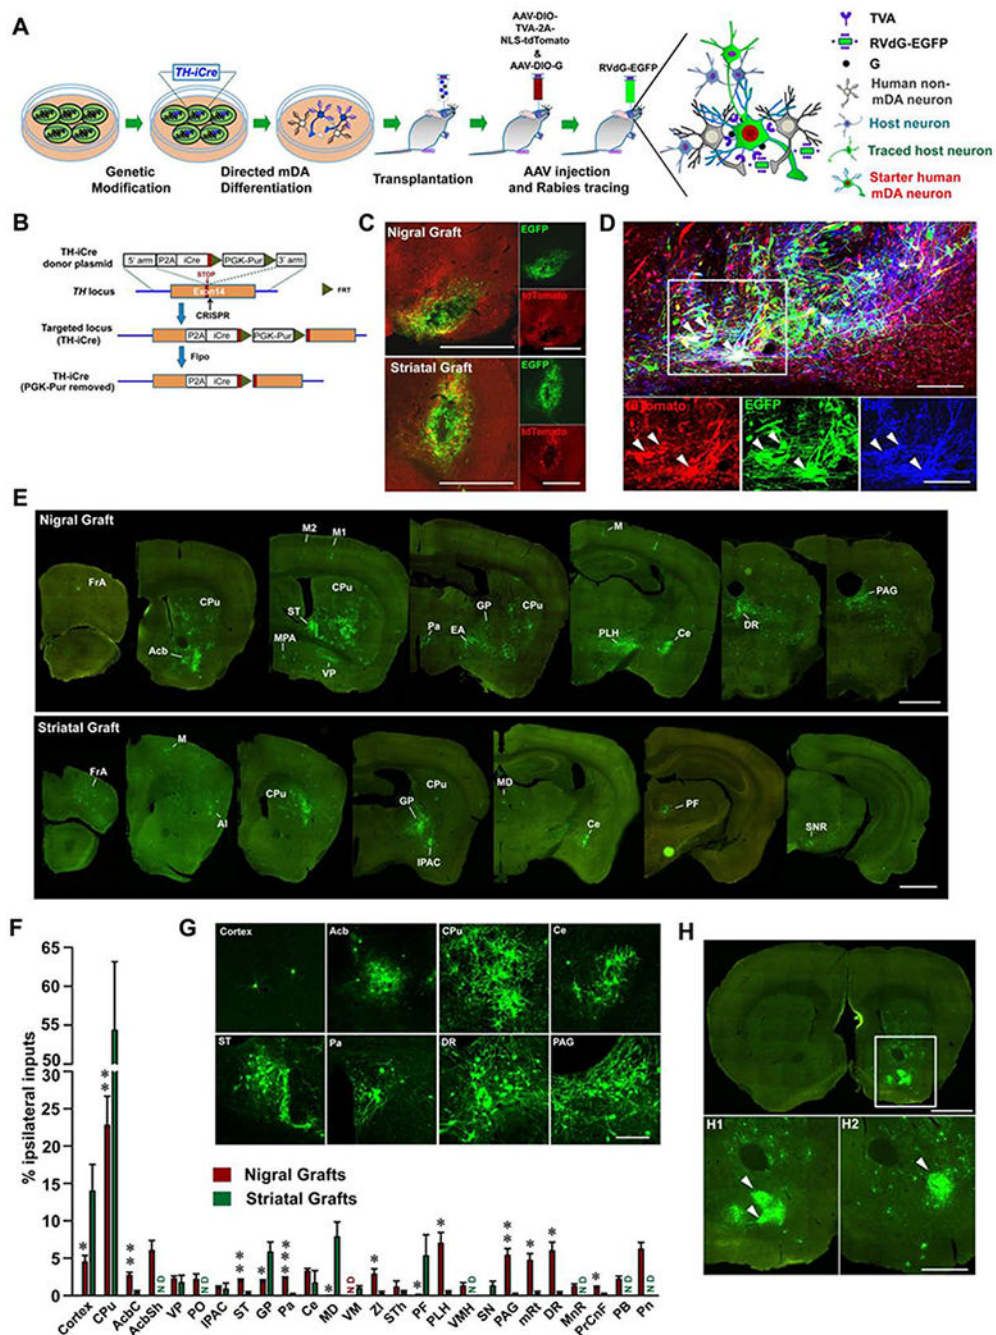 A
AAV-DIO-
TVA-2A-
NLS-tdTomato
&
AAV-DIO-G
RVdG-EGFP
TH-iCre
Genetic
Modification
Directed mDA
Differentiation
Transplantation
AAV injection
and Rabies tracing
TVA
RVdG-EGFP
G
Human non-
mDA neuron
Host neuron
Traced host neuron
Starter human
mDA neuron
B
TH-iCre
donor plasmid
5' arm P2A iCre PGK-Pur 3' arm
STOP
TH locus
Exon14
FRT
CRISPR
Targeted locus
(TH-iCre)
P2A iCre PGK-Pur
Flpo
TH-iCre
(PGK-Pur removed)
P2A iCre
C
Nigral Graft
EGFP
tdTomato
Striatal Graft
EGFP
tdTomato
D
tdTomato
EGFP
E
Nigral Graft
FrA
CPu
Acb
M2 M1
CPu
ST
MPA
VP
GP
CPu
Pa
EA
M
PLH
Ce
DR
PAG
Striatal Graft
FrA
M
AI
CPu
CPu
GP
IPAC
MD
Ce
PF
SNR
F
% ipsilateral inputs
65
60
55
50
30
25
20
15
10
5
0
* ** ** ND ND ** * *** * ND * * * ND ** * * ND * ND ND
Nigral Grafts
Striatal Grafts
Cortex CPu AcbC AcbSh VP PO IPAC ST GP Pa Ce MD VM ZI STh PF PLH VMH SN PAG mRt DR MnR PrCnF PB Pn
G
Cortex
Acb
CPu
Ce
ST
Pa
DR
PAG
H
H1
H2